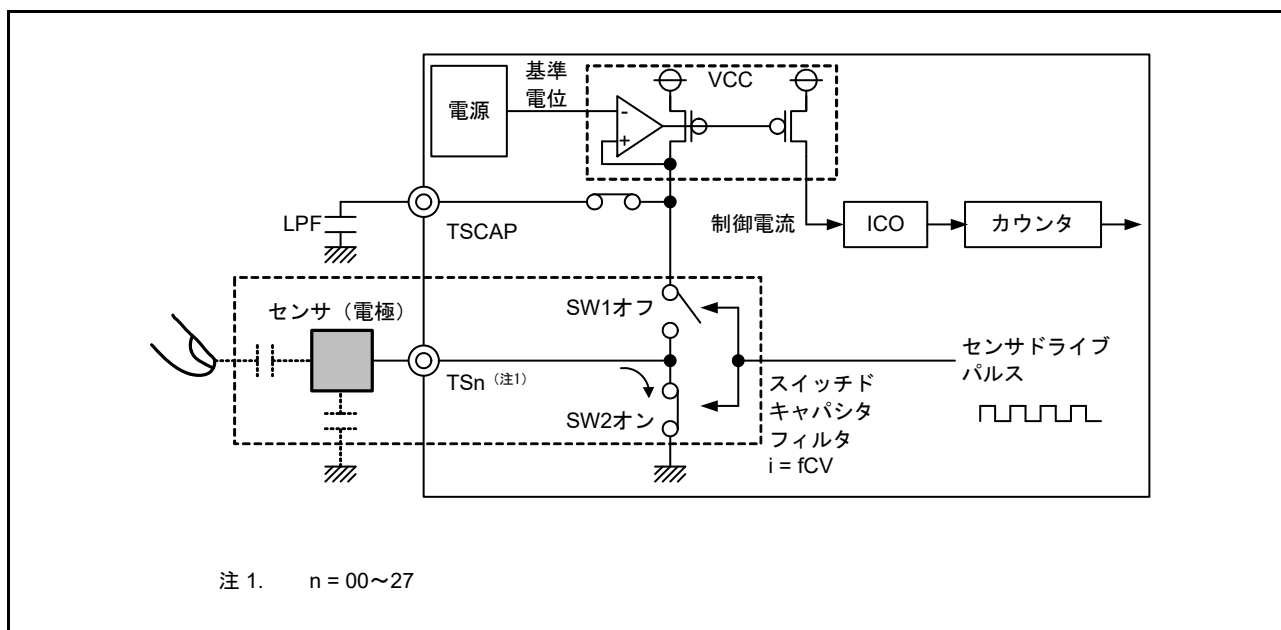 電源
基準
電位
VCC
-
+
LPF
TSCAP
制御電流
ICO
カウンタ
センサ（電極）
SW1オフ
TSn（注1）
SW2オン
スイッチド
キャパシタ
フィルタ
i = fCV
センサドライブ
パルス
注 1. n = 00～27